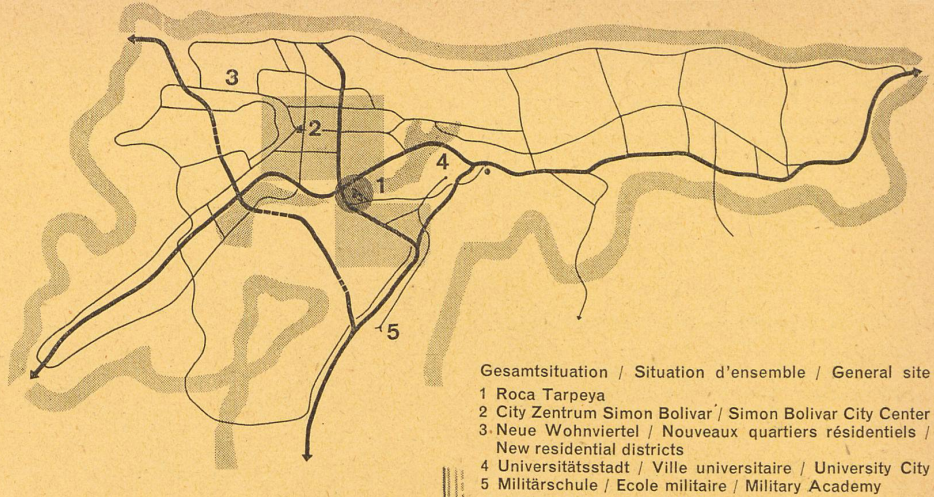 3
2
1
4
5
Gesamtsituation / Situation d'ensemble / General site
1 Roca Tarpeya
2 City Zentrum Simon Bolivar / Simon Bolivar City Center
3 Neue Wohnviertel / Nouveaux quartiers résidentiels /
New residential districts
4 Universitätsstadt / Ville universitaire / University City
5 Militärschule / Ecole militaire / Military Academy